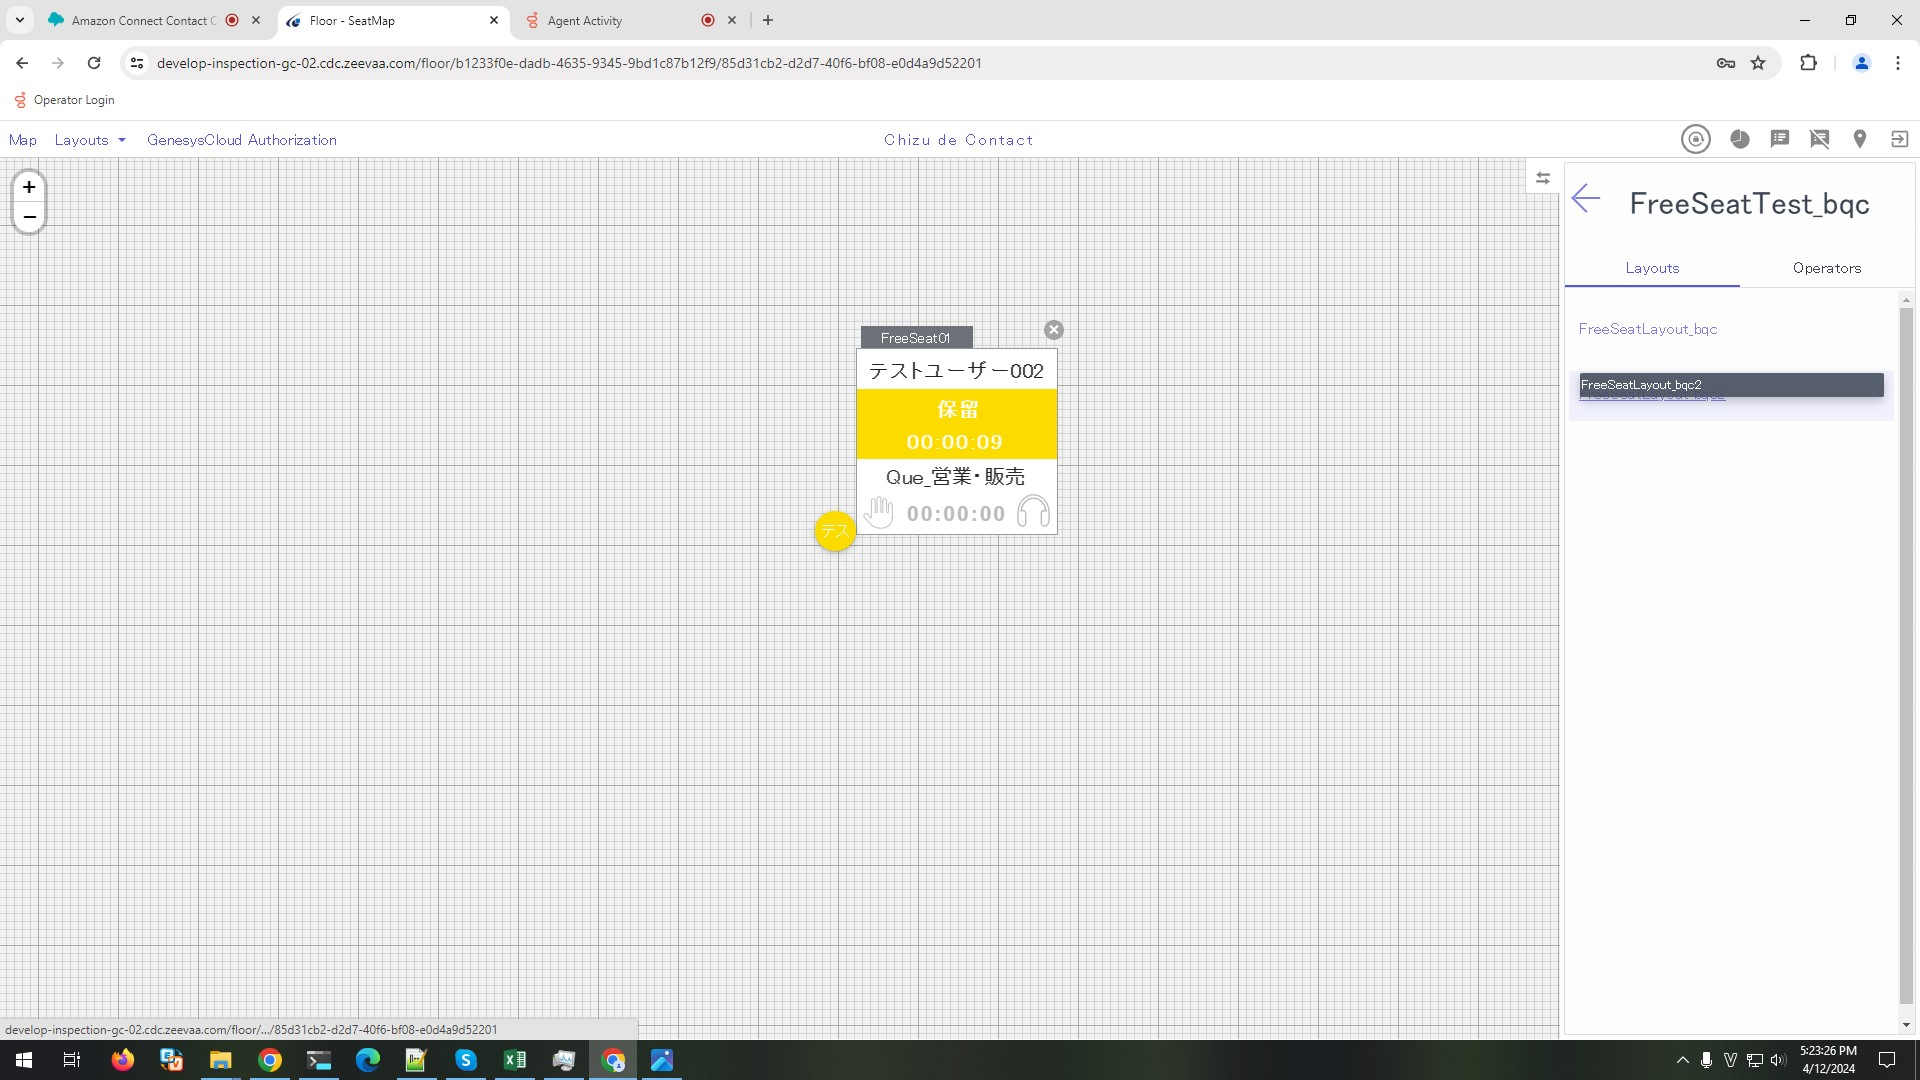 Amazon Connect Contact C
Floor - SeatMap
Agent Activity
develop-inspection-gc-02.cdc.zeevaa.com/floor/b1233f0e-dadb-4635-9345-9bd1c87b12f9/85d31cb2-d2d7-40f6-bf08-e0d4a9d52201
Operator Login
Map
Layouts
GenesysCloud Authorization
Chizu de Contact
+
−
FreeSeatTest_bqc
Layouts
Operators
FreeSeatLayout_bqc
FreeSeatLayout_bqc2
FreeSeatLayout_bqc2
FreeSeat01
テストユーザー002
保留
00:00:09
Que_営業・販売
00:00:00
テス
develop-inspection-gc-02.cdc.zeevaa.com/floor/.../85d31cb2-d2d7-40f6-bf08-e0d4a9d52201
5:23:26 PM
4/12/2024